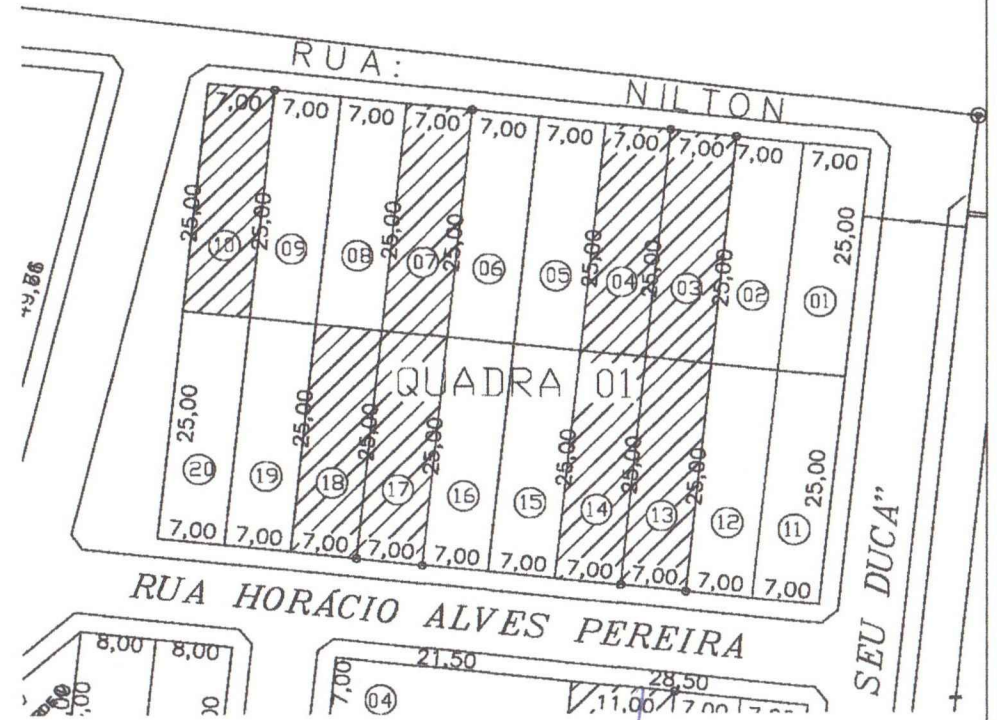 RUA: NILTON
7,00 7,00 7,00 7,00 7,00 7,00 7,00 7,00 7,00 7,00
25,00 25,00 25,00 25,00 25,00 25,00 25,00 25,00
10 09 08 07 06 05 04 03 02 01
QUADRA 01
25,00 25,00 25,00 25,00 25,00 25,00 25,00 25,00
20 19 18 17 16 15 14 13 12 11
7,00 7,00 7,00 7,00 7,00 7,00 7,00 7,00 7,00 7,00
RUA HORÁCIO ALVES PEREIRA
SEU DUCA"
8,00 8,00
21,50
28,50
7,00
04
11,00 7,00